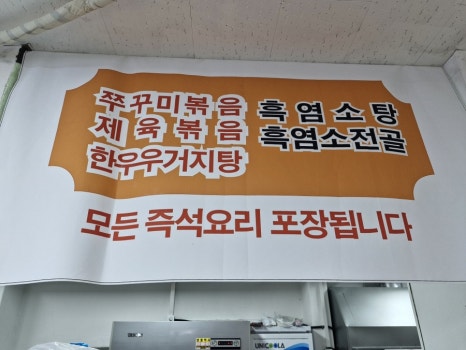 쭈꾸미볶음
제육볶음
한우우거지탕
흑염소탕
흑염소전골
모든 즉석요리 포장됩니다